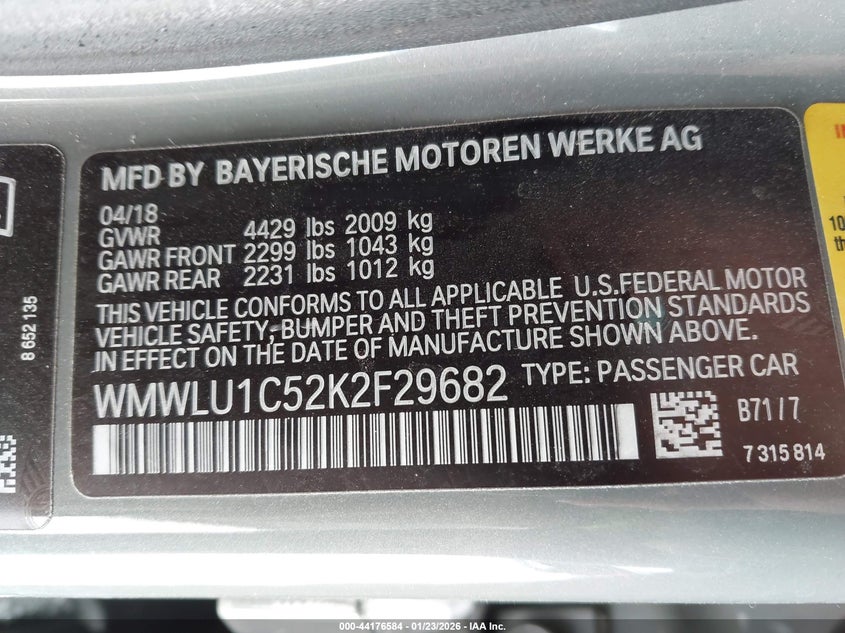 MFD BY BAYERISCHE MOTOREN WERKE AG
04/18
GVWR 4429 lbs 2009 kg
GAWR FRONT 2299 lbs 1043 kg
GAWR REAR 2231 lbs 1012 kg
THIS VEHICLE CONFORMS TO ALL APPLICABLE U.S.FEDERAL MOTOR
VEHICLE SAFETY, BUMPER AND THEFT PREVENTION STANDARDS
IN EFFECT ON THE DATE OF MANUFACTURE SHOWN ABOVE.
WMWLU1C52K2F29682 TYPE: PASSENGER CAR
B71/7
7 315 814
8 652 135
10
th
000-44176584 - 01/23/2026 - IAA Inc.